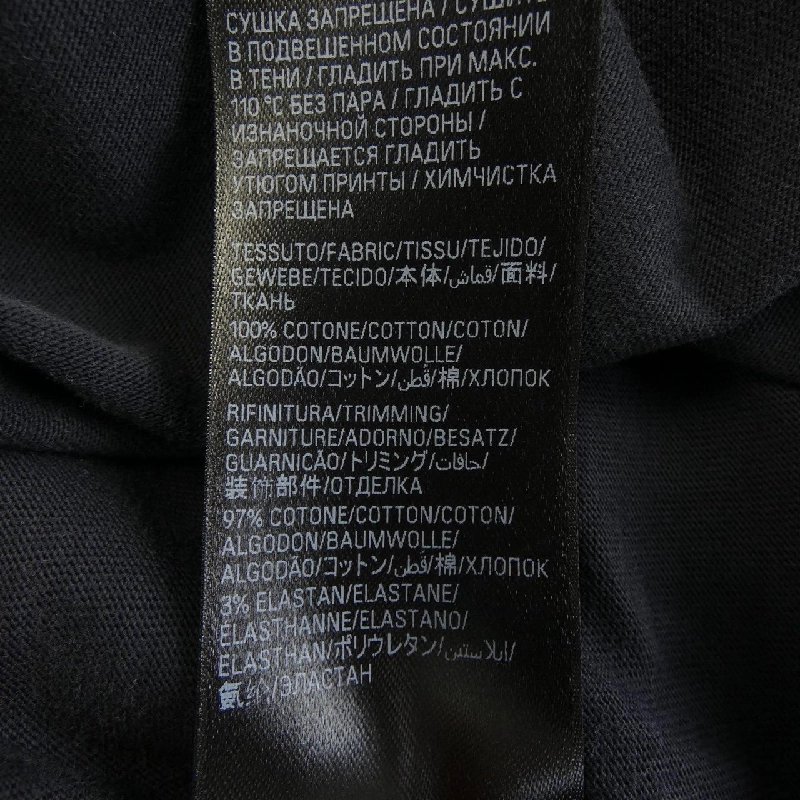 СУШКА ЗАПРЕЩЕНА / СУШИТЬ
В ПОДВЕШЕННОМ СОСТОЯНИИ
В ТЕНИ / ГЛАДИТЬ ПРИ МАКС.
110 °C БЕЗ ПАРА / ГЛАДИТЬ С
ИЗНАНОЧНОЙ СТОРОНЫ /
ЗАПРЕЩАЕТСЯ ГЛАДИТЬ
УТЮГОМ ПРИНТЫ / ХИМЧИСТКА
ЗАПРЕЩЕНА
TESSUTO/FABRIC/TISSU/TEJIDO/
GEWEBE/TECIDO/本体/قماش/面料/
ТКАНЬ
100% COTONE/COTTON/COTON/
ALGODON/BAUMWOLLE/
ALGODÃO/コットン/قطن/棉/ХЛОПОК
RIFINITURA/TRIMMING/
GARNITURE/ADORNO/BESATZ/
GUARNICÃO/トリミング/حافات/
装饰部件/ОТДЕЛКА
97% COTONE/COTTON/COTON/
ALGODON/BAUMWOLLE/
ALGODÃO/コットン/قطن/棉/ХЛОПОК
3% ELASTAN/ELASTANE/
ELASTHANNE/ELASTANO/
ELASTHAN/ポリウレタン/ايلاستين/
氨纶/ЭЛАСТАН